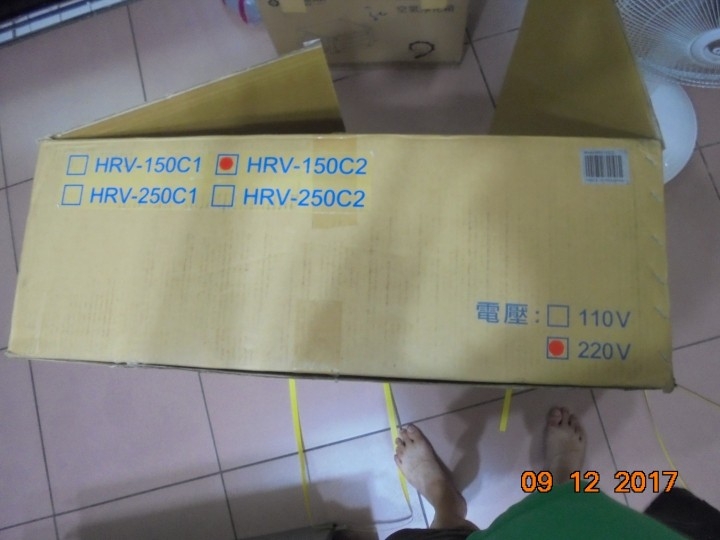 HRV-150C1 HRV-150C2
HRV-250C1 HRV-250C2
電壓: 110V
220V
09 12 2017